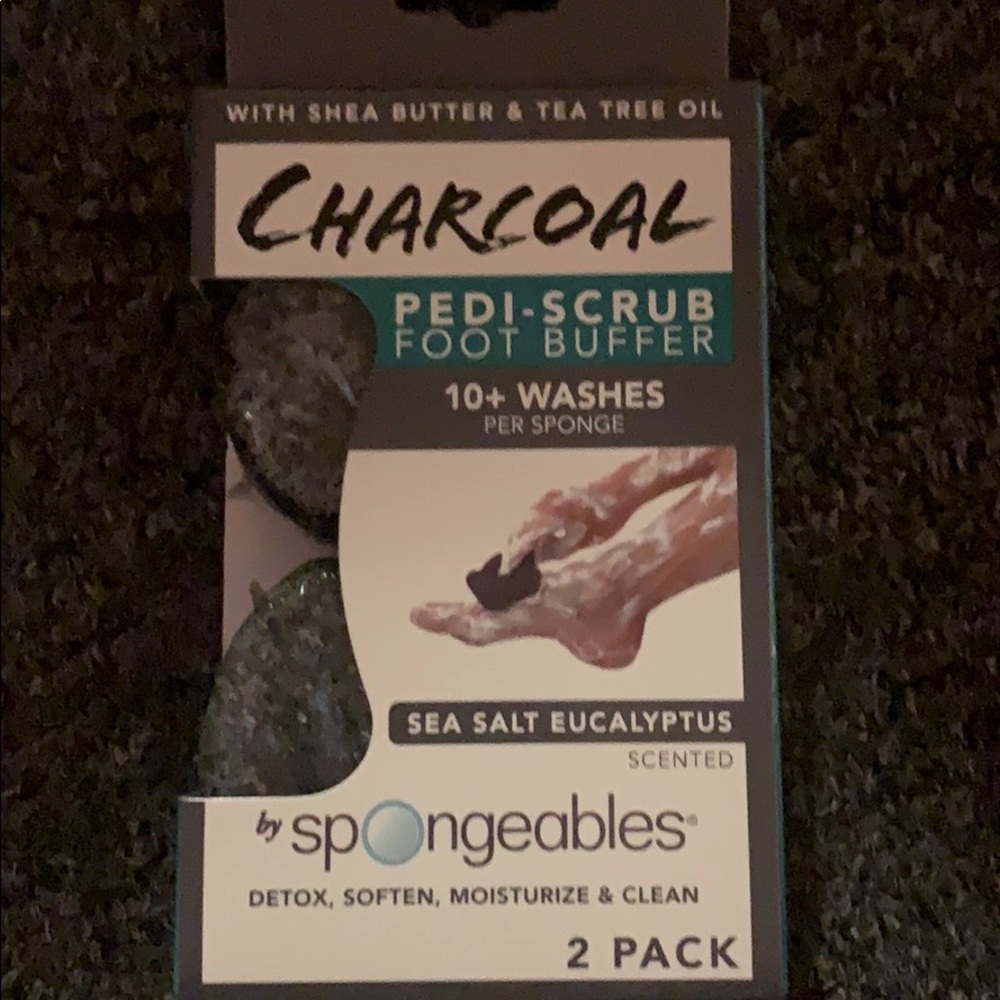 WITH SHEA BUTTER & TEA TREE OIL
CHARCOAL
PEDI-SCRUB
FOOT BUFFER
10+ WASHES
PER SPONGE
SEA SALT EUCALYPTUS
SCENTED
by spongeables®
DETOX, SOFTEN, MOISTURIZE & CLEAN
2 PACK